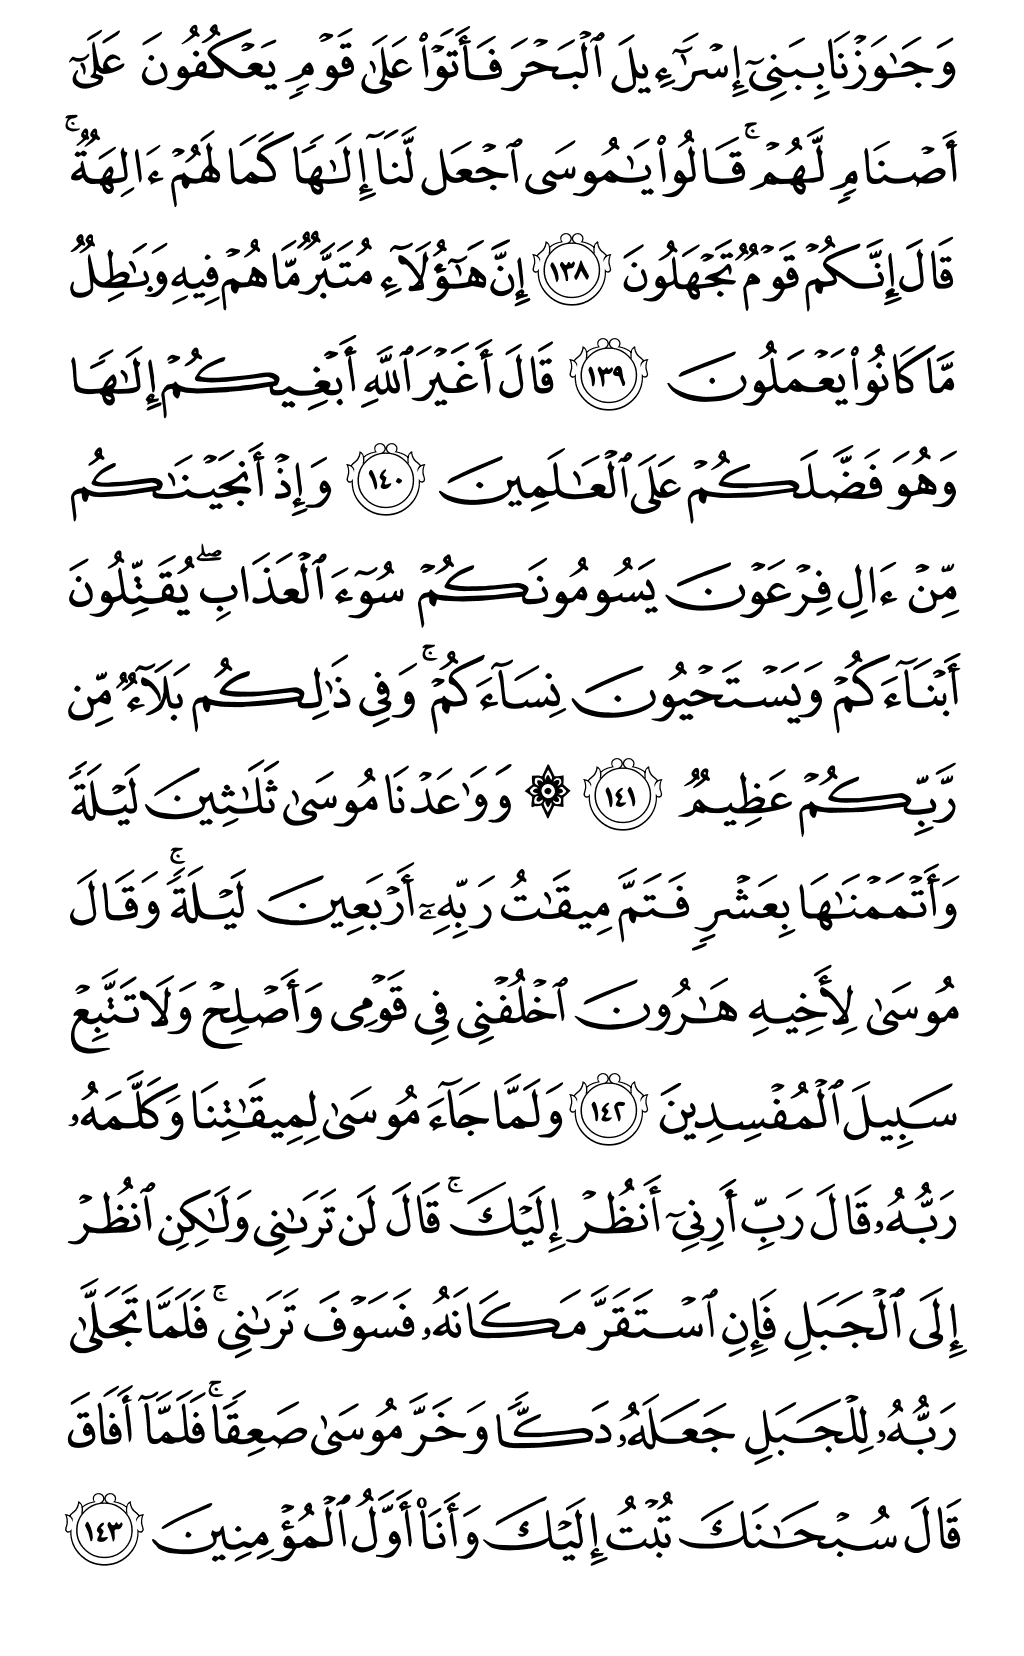 وَجَٰوَزْنَا بِبَنِىٓ إِسْرَٰٓءِيلَ ٱلْبَحْرَ فَأَتَوْا۟ عَلَىٰ قَوْمٍ يَعْكُفُونَ عَلَىٰٓ
أَصْنَامٍ لَّهُمْ ۚ قَالُوا۟ يَٰمُوسَى ٱجْعَل لَّنَآ إِلَٰهًا كَمَا لَهُمْ ءَالِهَةٌ ۚ
قَالَ إِنَّكُمْ قَوْمٌ تَجْهَلُونَ ١٣٨ إِنَّ هَٰٓؤُلَآءِ مُتَبَّرٌ مَّا هُمْ فِيهِ وَبَٰطِلٌ
مَّا كَانُوا۟ يَعْمَلُونَ ١٣٩ قَالَ أَغَيْرَ ٱللَّهِ أَبْغِيكُمْ إِلَٰهًا
وَهُوَ فَضَّلَكُمْ عَلَى ٱلْعَٰلَمِينَ ١٤٠ وَإِذْ أَنجَيْنَٰكُم
مِّنْ ءَالِ فِرْعَوْنَ يَسُومُونَكُمْ سُوٓءَ ٱلْعَذَابِ ۖ يُقَتِّلُونَ
أَبْنَآءَكُمْ وَيَسْتَحْيُونَ نِسَآءَكُمْ ۚ وَفِى ذَٰلِكُم بَلَآءٌ مِّن
رَّبِّكُمْ عَظِيمٌ ١٤١ ۞ وَوَٰعَدْنَا مُوسَىٰ ثَلَٰثِينَ لَيْلَةً
وَأَتْمَمْنَٰهَا بِعَشْرٍ فَتَمَّ مِيقَٰتُ رَبِّهِۦٓ أَرْبَعِينَ لَيْلَةً ۚ وَقَالَ
مُوسَىٰ لِأَخِيهِ هَٰرُونَ ٱخْلُفْنِى فِى قَوْمِى وَأَصْلِحْ وَلَا تَتَّبِعْ
سَبِيلَ ٱلْمُفْسِدِينَ ١٤٢ وَلَمَّا جَآءَ مُوسَىٰ لِمِيقَٰتِنَا وَكَلَّمَهُۥ
رَبُّهُۥ قَالَ رَبِّ أَرِنِىٓ أَنظُرْ إِلَيْكَ ۚ قَالَ لَن تَرَىٰنِى وَلَٰكِنِ ٱنظُرْ
إِلَى ٱلْجَبَلِ فَإِنِ ٱسْتَقَرَّ مَكَانَهُۥ فَسَوْفَ تَرَىٰنِى ۚ فَلَمَّا تَجَلَّىٰ
رَبُّهُۥ لِلْجَبَلِ جَعَلَهُۥ دَكًّا وَخَرَّ مُوسَىٰ صَعِقًا ۚ فَلَمَّآ أَفَاقَ
قَالَ سُبْحَٰنَكَ تُبْتُ إِلَيْكَ وَأَنَا۠ أَوَّلُ ٱلْمُؤْمِنِينَ ١٤٣